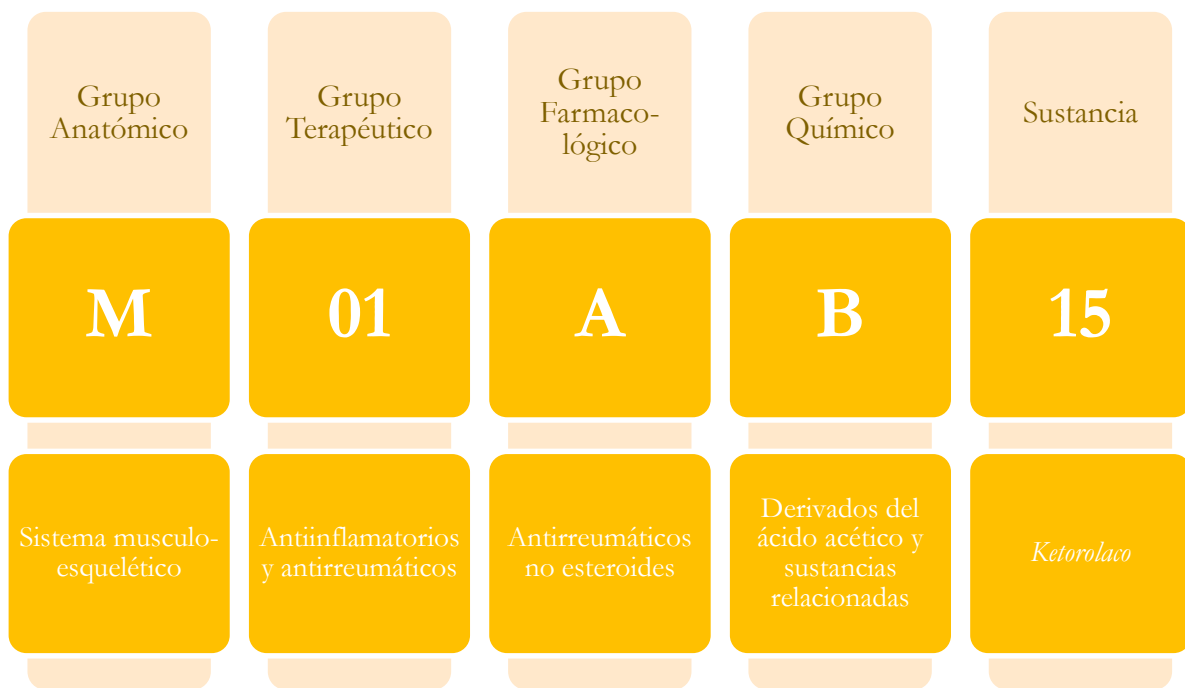 Grupo
Anatómico
Grupo
Terapéutico
Grupo
Farmaco-
lógico
Grupo
Químico
Sustancia
M
01
A
B
15
Sistema musculo-
esquelético
Antiinflamatorios
y antirreumáticos
Antirreumáticos
no esteroides
Derivados del
ácido acético y
sustancias
relacionadas
Ketorolaco